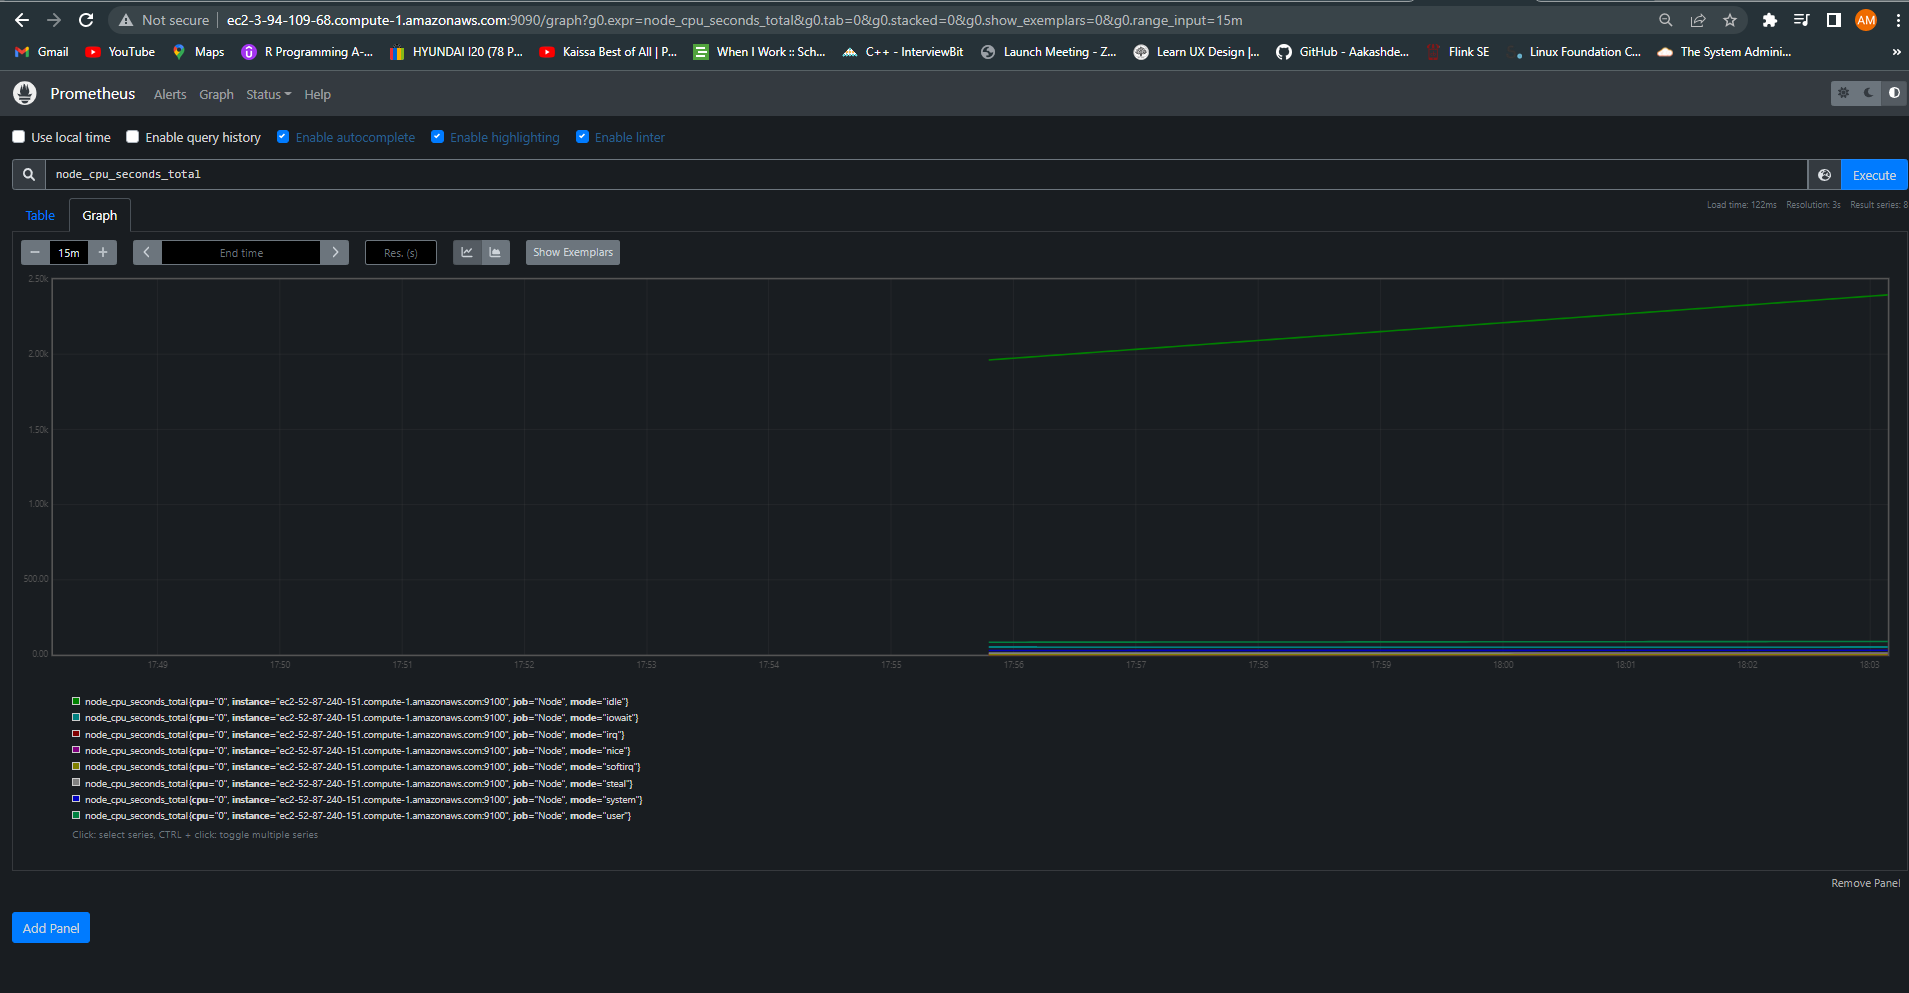 Not secure ec2-3-94-109-68.compute-1.amazonaws.com:9090/graph?g0.expr=node_cpu_seconds_total&g0.tab=0&g0.stacked=0&g0.show_exemplars=0&g0.range_input=15m AM
Gmail YouTube Maps R Programming A-... HYUNDAI I20 (78 P... Kaissa Best of All | P... When I Work :: Sch... C++ - InterviewBit Launch Meeting - Z... Learn UX Design |... GitHub - Aakashde... Flink SE Linux Foundation C... The System Admini... »
Prometheus Alerts Graph Status Help
Use local time Enable query history Enable autocomplete Enable highlighting Enable linter
node_cpu_seconds_total Execute
Load time: 122ms Resolution: 3s Result series: 8
Table Graph
− 15m + End time Res. (s) Show Exemplars
2.50k
2.00k
1.50k
1.00k
500.00
0.00
17:49 17:50 17:51 17:52 17:53 17:54 17:55 17:56 17:57 17:58 17:59 18:00 18:01 18:02 18:03
node_cpu_seconds_total{cpu="0", instance="ec2-52-87-240-151.compute-1.amazonaws.com:9100", job="Node", mode="idle"}
node_cpu_seconds_total{cpu="0", instance="ec2-52-87-240-151.compute-1.amazonaws.com:9100", job="Node", mode="iowait"}
node_cpu_seconds_total{cpu="0", instance="ec2-52-87-240-151.compute-1.amazonaws.com:9100", job="Node", mode="irq"}
node_cpu_seconds_total{cpu="0", instance="ec2-52-87-240-151.compute-1.amazonaws.com:9100", job="Node", mode="nice"}
node_cpu_seconds_total{cpu="0", instance="ec2-52-87-240-151.compute-1.amazonaws.com:9100", job="Node", mode="softirq"}
node_cpu_seconds_total{cpu="0", instance="ec2-52-87-240-151.compute-1.amazonaws.com:9100", job="Node", mode="steal"}
node_cpu_seconds_total{cpu="0", instance="ec2-52-87-240-151.compute-1.amazonaws.com:9100", job="Node", mode="system"}
node_cpu_seconds_total{cpu="0", instance="ec2-52-87-240-151.compute-1.amazonaws.com:9100", job="Node", mode="user"}
Click: select series, CTRL + click: toggle multiple series
Remove Panel
Add Panel